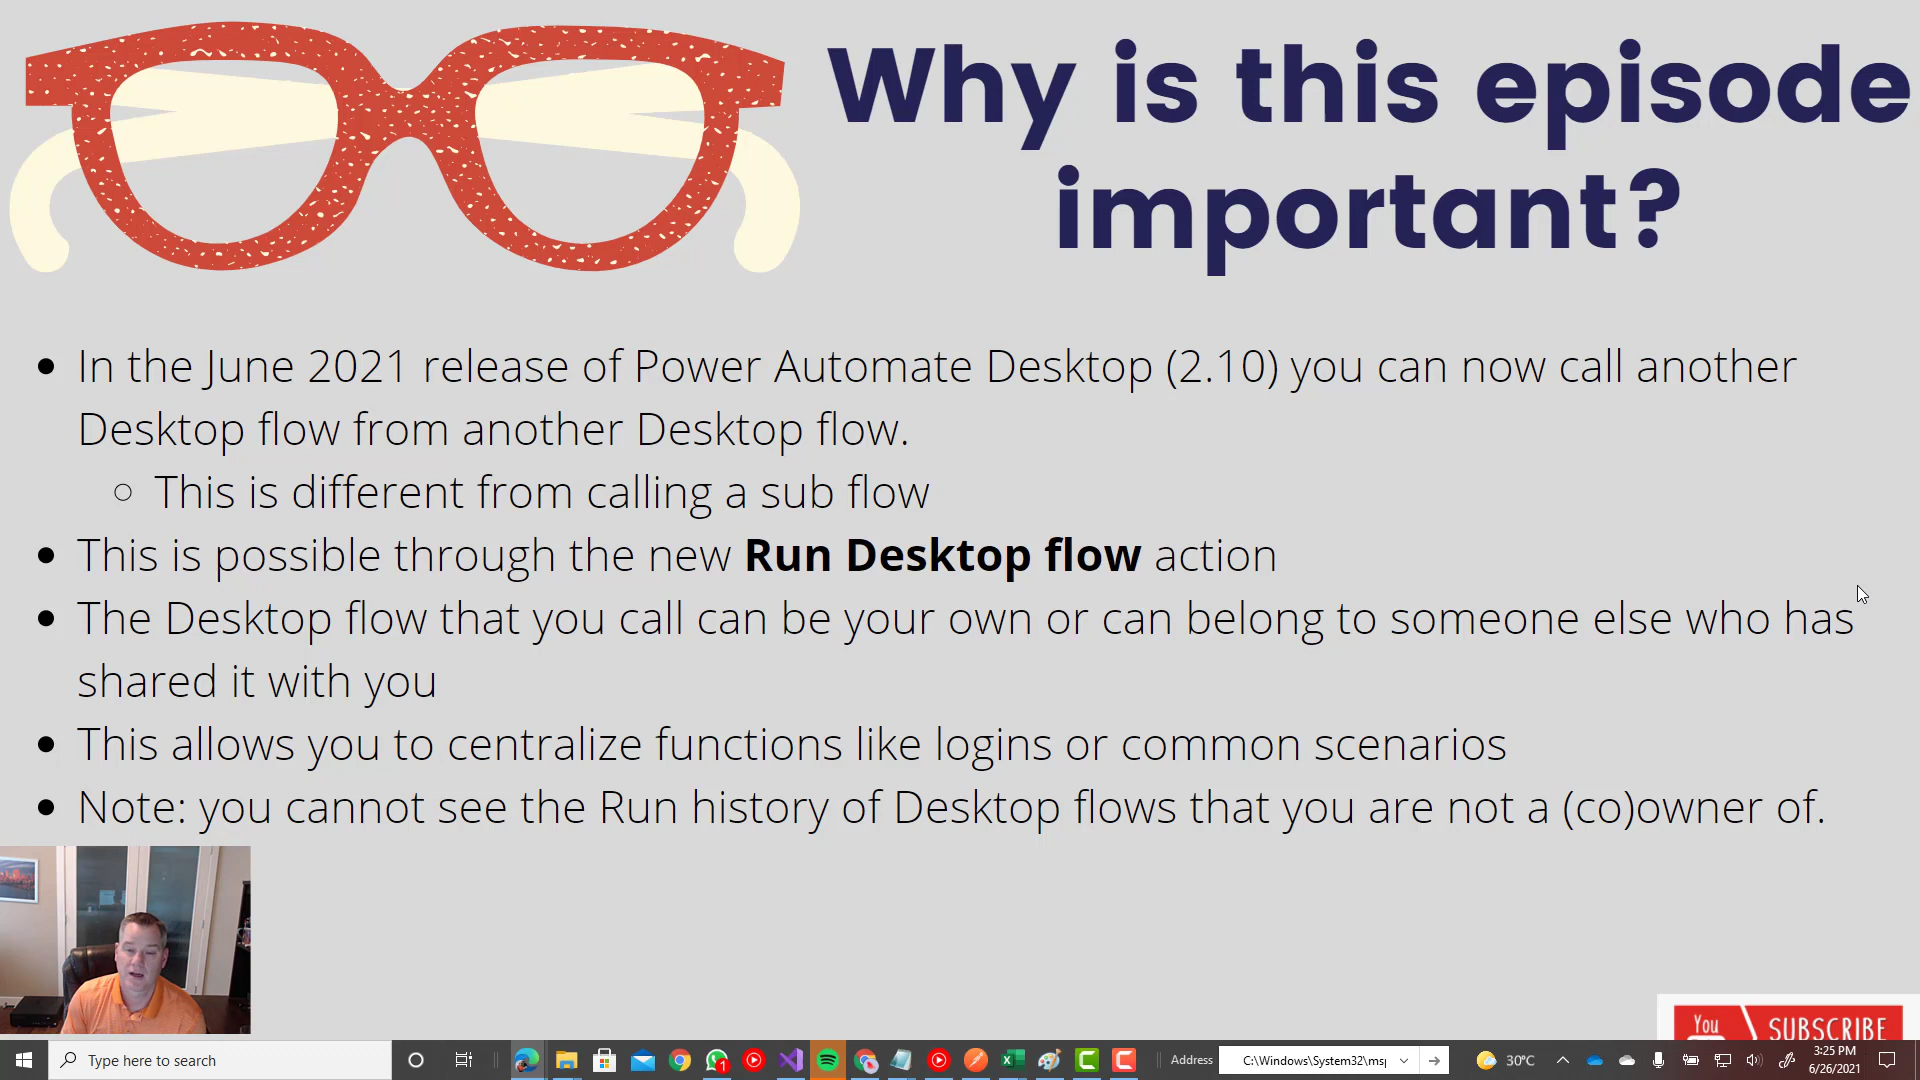 Why is this episode
important?
In the June 2021 release of Power Automate Desktop (2.10) you can now call another
Desktop flow from another Desktop flow.
This is different from calling a sub flow
This is possible through the new Run Desktop flow action
The Desktop flow that you call can be your own or can belong to someone else who has
shared it with you
This allows you to centralize functions like logins or common scenarios
Note: you cannot see the Run history of Desktop flows that you are not a (co)owner of.
You SUBSCRIBE
Type here to search
1
Address
C:\Windows\System32\ms
30°C
3:25 PM
6/26/2021